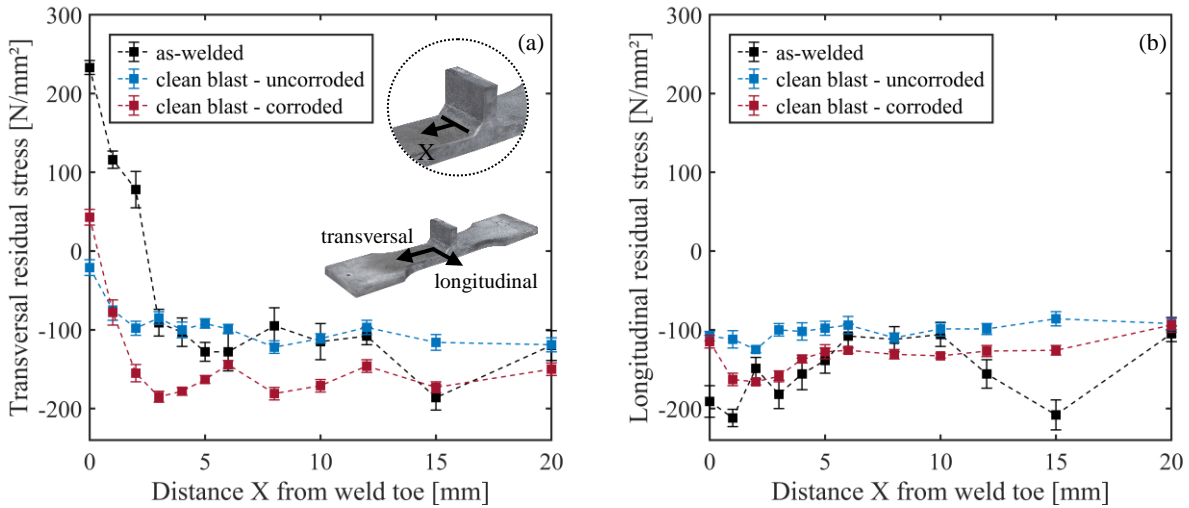 300
200
100
0
-100
-200
Transversal residual stress [N/mm²]
as-welded
clean blast - uncorroded
clean blast - corroded
(a)
X
transversal
longitudinal
0
5
10
15
20
Distance X from weld toe [mm]
300
200
100
0
-100
-200
Longitudinal residual stress [N/mm²]
as-welded
clean blast - uncorroded
clean blast - corroded
(b)
0
5
10
15
20
Distance X from weld toe [mm]